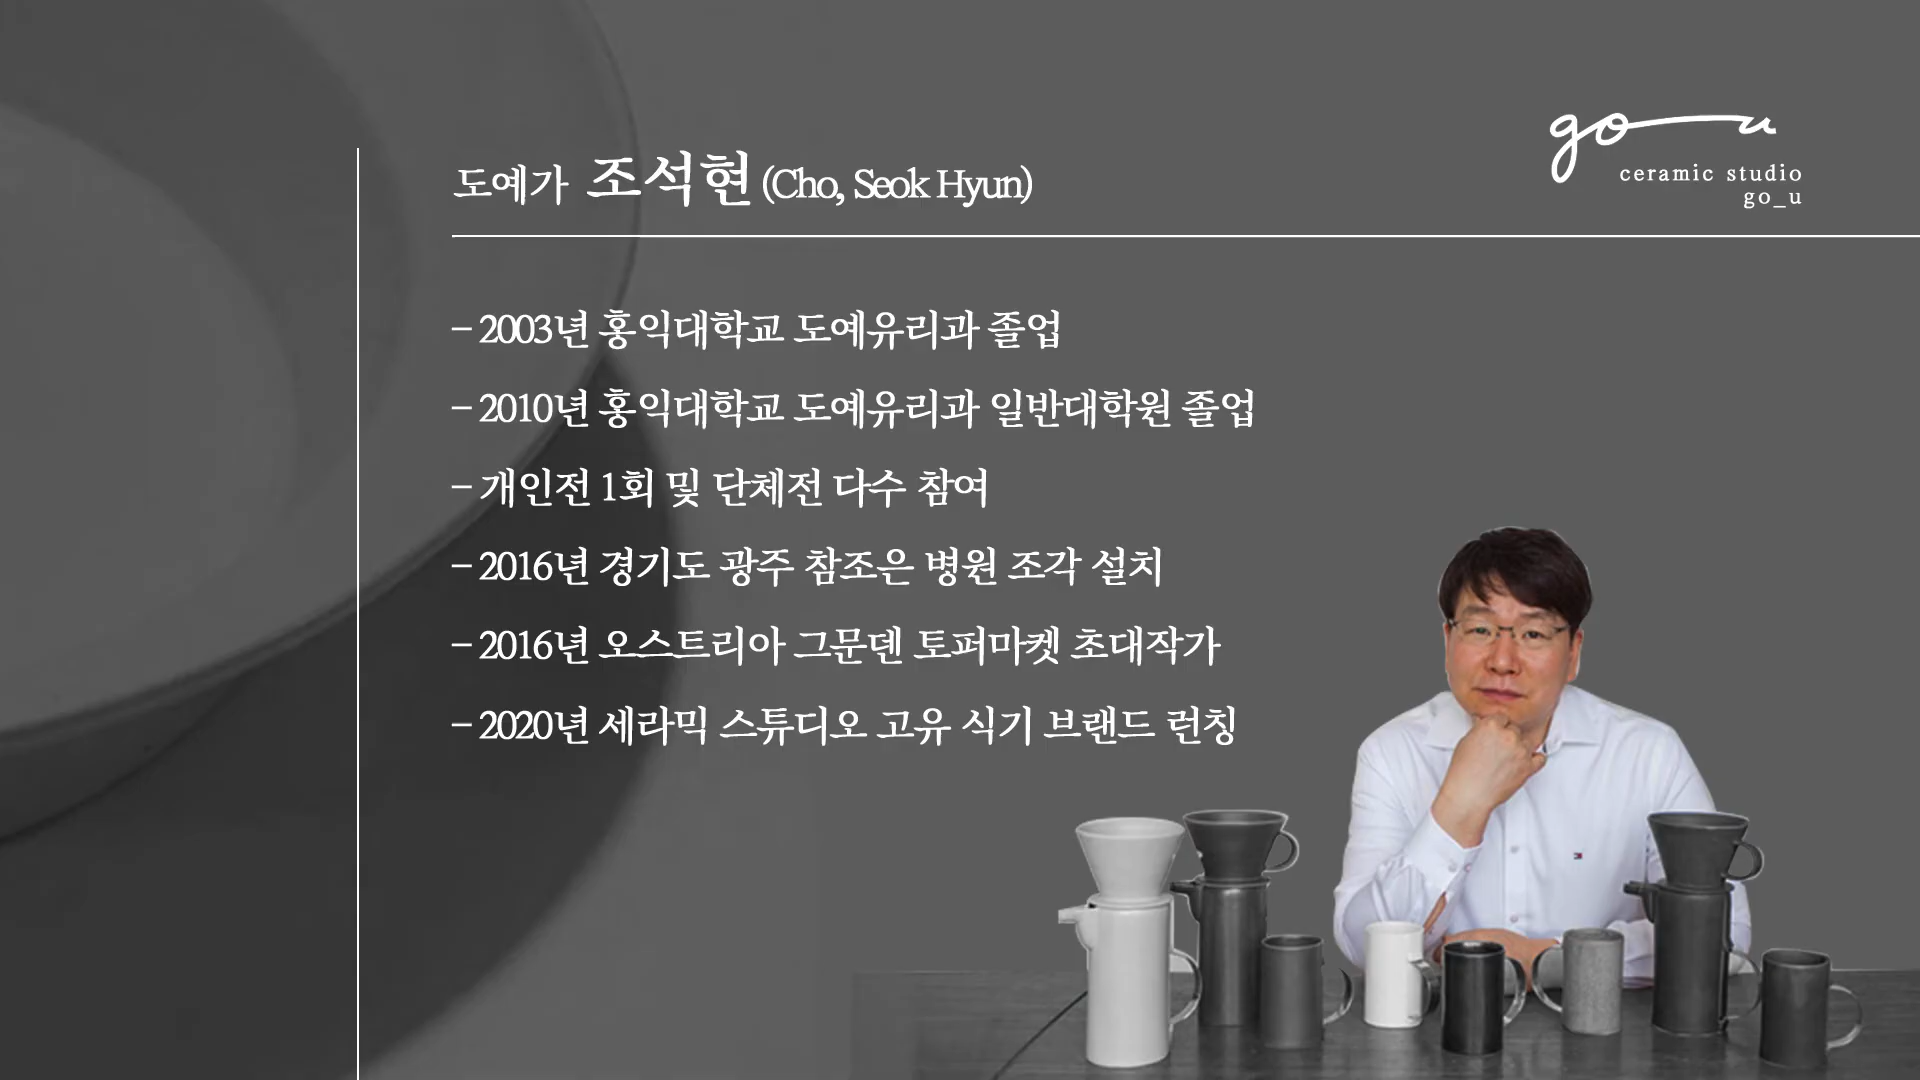 go u
ceramic studio
go_u
도예가 조석현 (Cho, Seok Hyun)
– 2003년 홍익대학교 도예유리과 졸업
– 2010년 홍익대학교 도예유리과 일반대학원 졸업
– 개인전 1회 및 단체전 다수 참여
– 2016년 경기도 광주 참조은 병원 조각 설치
– 2016년 오스트리아 그문덴 토퍼마켓 초대작가
– 2020년 세라믹 스튜디오 고유 식기 브랜드 런칭